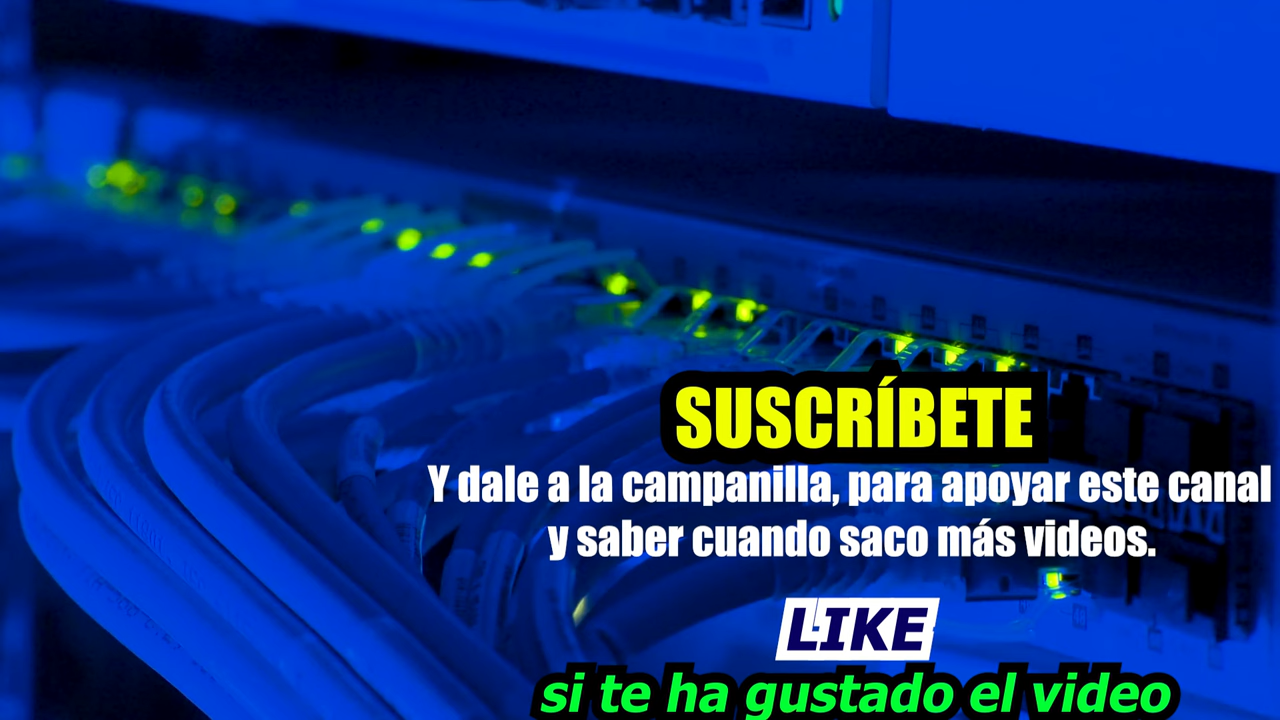 SUSCRÍBETE
Y dale a la campanilla, para apoyar este canal
y saber cuando saco más videos.
LIKE
si te ha gustado el video